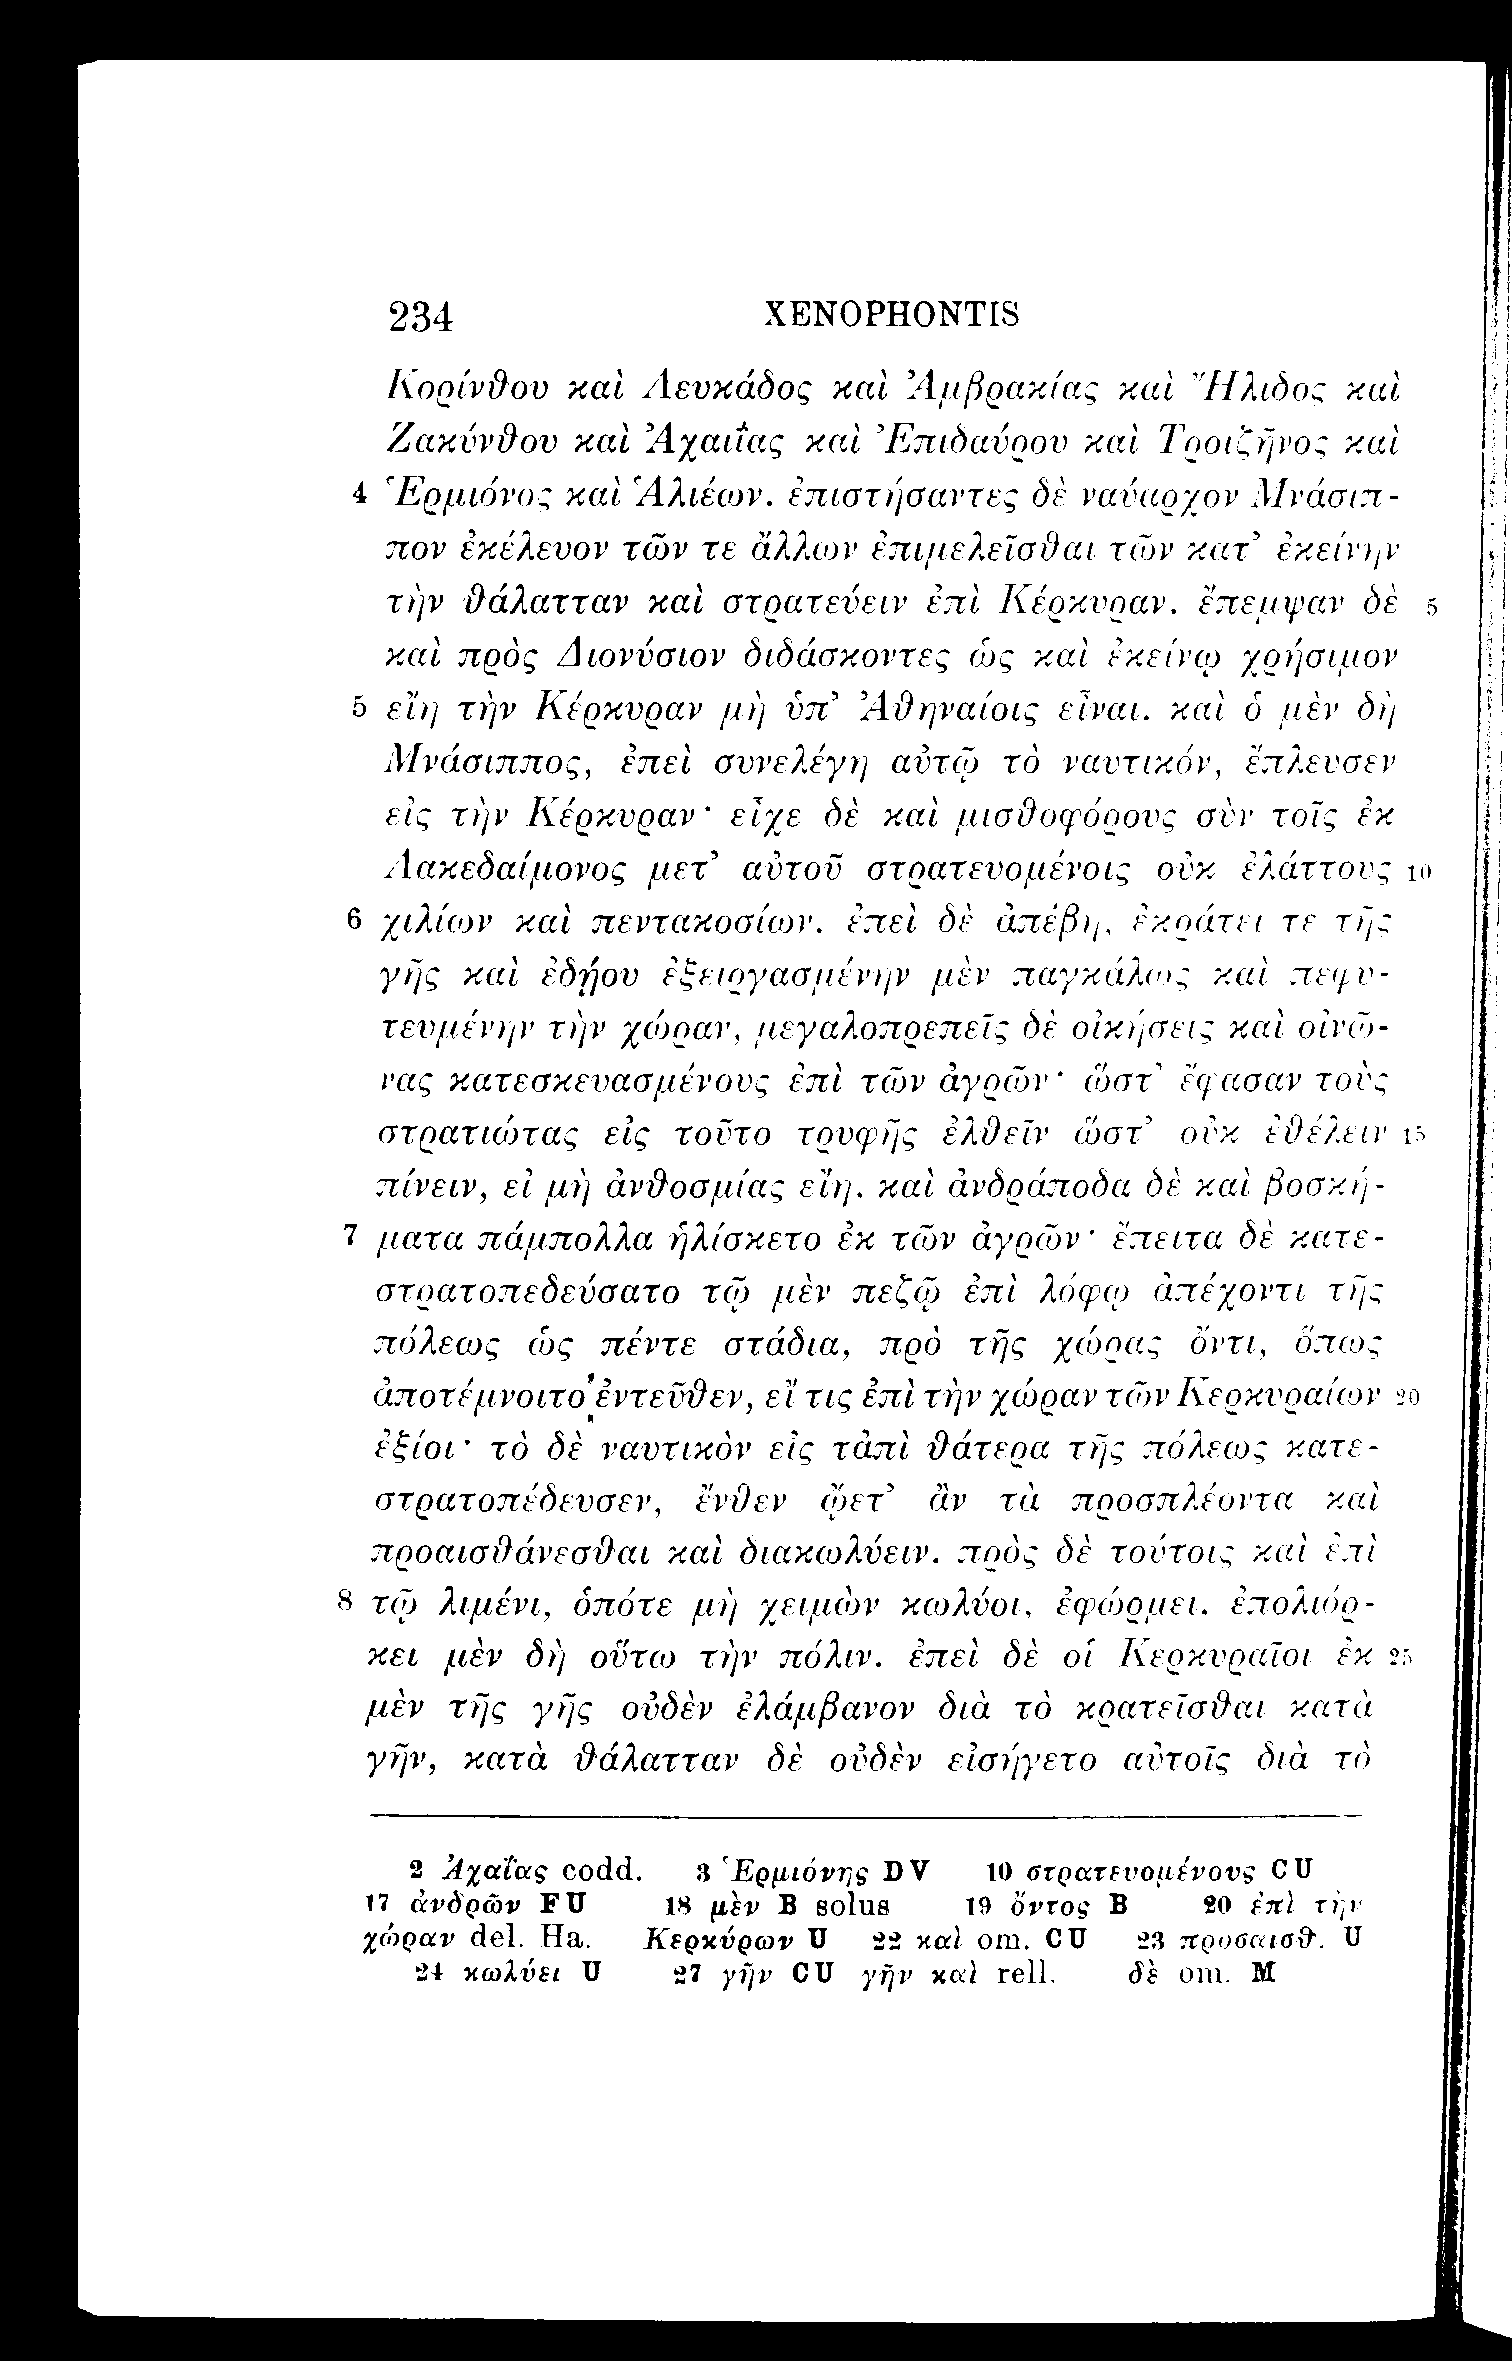 234 XENOPHONTIS
Κορίνθου καὶ Λευκάδος καὶ Ἀμβρακίας καὶ Ἤλιδος καὶ
Ζακύνθου καὶ Ἀχαιΐας καὶ Ἐπιδαύρου καὶ Τροιζῆνος καὶ
4 Ἑρμιόνος καὶ Ἁλιέων. ἐπιστήσαντες δὲ ναύαρχον Μνάσιπ-
πον ἐκέλευον τῶν τε ἄλλων ἐπιμελεῖσθαι τῶν κατ’ ἐκείνην
τὴν θάλατταν καὶ στρατεύειν ἐπὶ Κέρκυραν. ἔπεμψαν δὲ 5
καὶ πρὸς Διονύσιον διδάσκοντες ὡς καὶ ἐκείνῳ χρήσιμον
5 εἴη τὴν Κέρκυραν μὴ ὑπ’ Ἀθηναίοις εἶναι. καὶ ὁ μὲν δὴ
Μνάσιππος, ἐπεὶ συνελέγη αὐτῷ τὸ ναυτικόν, ἔπλευσεν
εἰς τὴν Κέρκυραν· εἶχε δὲ καὶ μισθοφόρους σὺν τοῖς ἐκ
Λακεδαίμονος μετ’ αὐτοῦ στρατευομένοις οὐκ ἐλάττους 10
6 χιλίων καὶ πεντακοσίων. ἐπεὶ δὲ ἀπέβη, ἐκράτει τε τῆς
γῆς καὶ ἐδῄου ἐξειργασμένην μὲν παγκάλως καὶ πεφυ-
τευμένην τὴν χώραν, μεγαλοπρεπεῖς δὲ οἰκήσεις καὶ οἰνῶ-
νας κατεσκευασμένους ἐπὶ τῶν ἀγρῶν· ὥστ’ ἔφασαν τοὺς
στρατιώτας εἰς τοῦτο τρυφῆς ἐλθεῖν ὥστ’ οὐκ ἐθέλειν 15
πίνειν, εἰ μὴ ἀνθοσμίας εἴη. καὶ ἀνδράποδα δὲ καὶ βοσκή-
7 ματα πάμπολλα ἡλίσκετο ἐκ τῶν ἀγρῶν· ἔπειτα δὲ κατε-
στρατοπεδεύσατο τῷ μὲν πεζῷ ἐπὶ λόφῳ ἀπέχοντι τῆς
πόλεως ὡς πέντε στάδια, πρὸ τῆς χώρας ὄντι, ὅπως
ἀποτέμνοιτο ἐντεῦθεν, εἴ τις ἐπὶ τὴν χώραν τῶν Κερκυραίων 20
ἐξίοι· τὸ δὲ ναυτικὸν εἰς τἀπὶ θάτερα τῆς πόλεως κατε-
στρατοπέδευσεν, ἔνθεν ᾤετ’ ἂν τὰ προσπλέοντα καὶ
προαισθάνεσθαι καὶ διακωλύειν. πρὸς δὲ τούτοις καὶ ἐπὶ
8 τῷ λιμένι, ὁπότε μὴ χειμὼν κωλύοι, ἐφώρμει. ἐπολιόρ-
κει μὲν δὴ οὕτω τὴν πόλιν. ἐπεὶ δὲ οἱ Κερκυραῖοι ἐκ 25
μὲν τῆς γῆς οὐδὲν ἐλάμβανον διὰ τὸ κρατεῖσθαι κατὰ
γῆν, κατὰ θάλατταν δὲ οὐδὲν εἰσήγετο αὐτοῖς διὰ τὸ
2 Ἀχαΐας codd. 3 Ἑρμιόνης DV 10 στρατευομένους CU
17 ἀνδρῶν FU 18 μὲν B solus 19 ὄντος B 20 ἐπὶ τὴν
χώραν del. Ha. Κερκύρων U 22 καὶ om. CU 23 προσαισθ. U
24 κωλύει U 27 γῆν CU γῆν καὶ rell. δὲ om. M